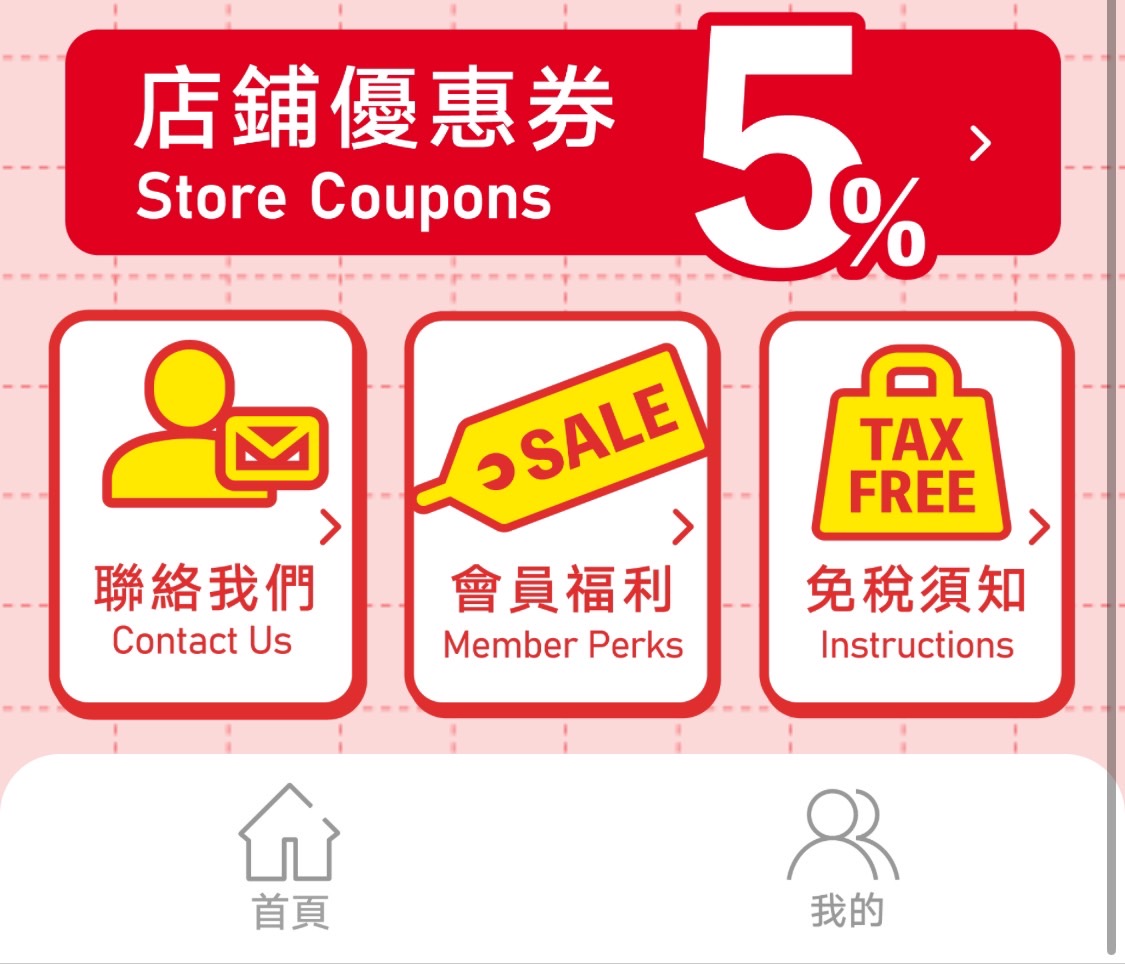 店鋪優惠券
Store Coupons
5%
SALE
TAX
FREE
聯絡我們
Contact Us
會員福利
Member Perks
免稅須知
Instructions
首頁
我的